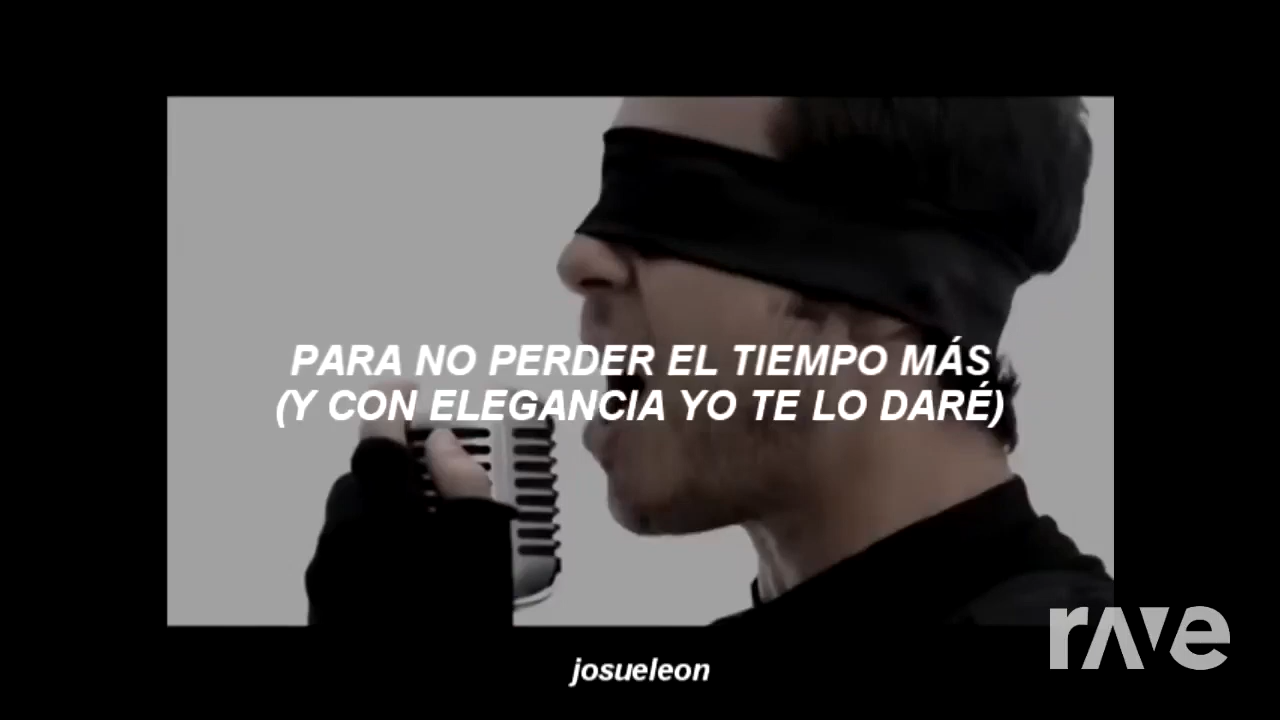 PARA NO PERDER EL TIEMPO MÁS
(Y CON ELEGANCIA YO TE LO DARÉ)
josueleon
rave